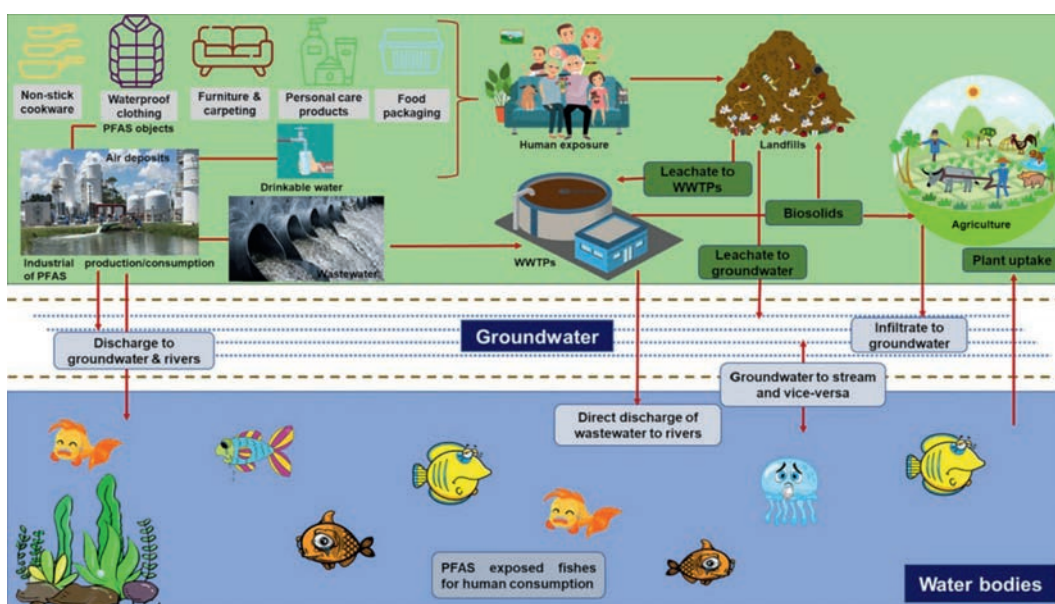 Non-stick
cookware
Waterproof
clothing
Furniture &
carpeting
Personal care
products
Food
packaging
PFAS objects
Air deposits
Drinkable water
Human exposure
Landfills
Leachate to
WWTPs
Biosolids
Agriculture
Industrial production/consumption
of PFAS
Wastewater
WWTPs
Leachate to
groundwater
Plant uptake
Groundwater
Discharge to
groundwater & rivers
Infiltrate to
groundwater
Groundwater to stream
and vice-versa
Direct discharge of
wastewater to rivers
PFAS exposed fishes
for human consumption
Water bodies